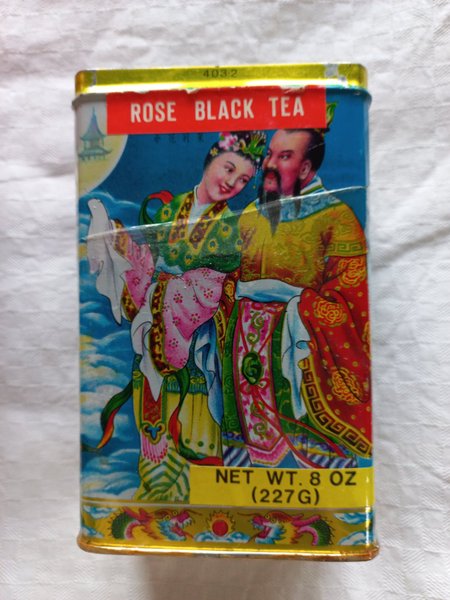 4032
ROSE BLACK TEA
NET WT. 8 OZ
(227G)